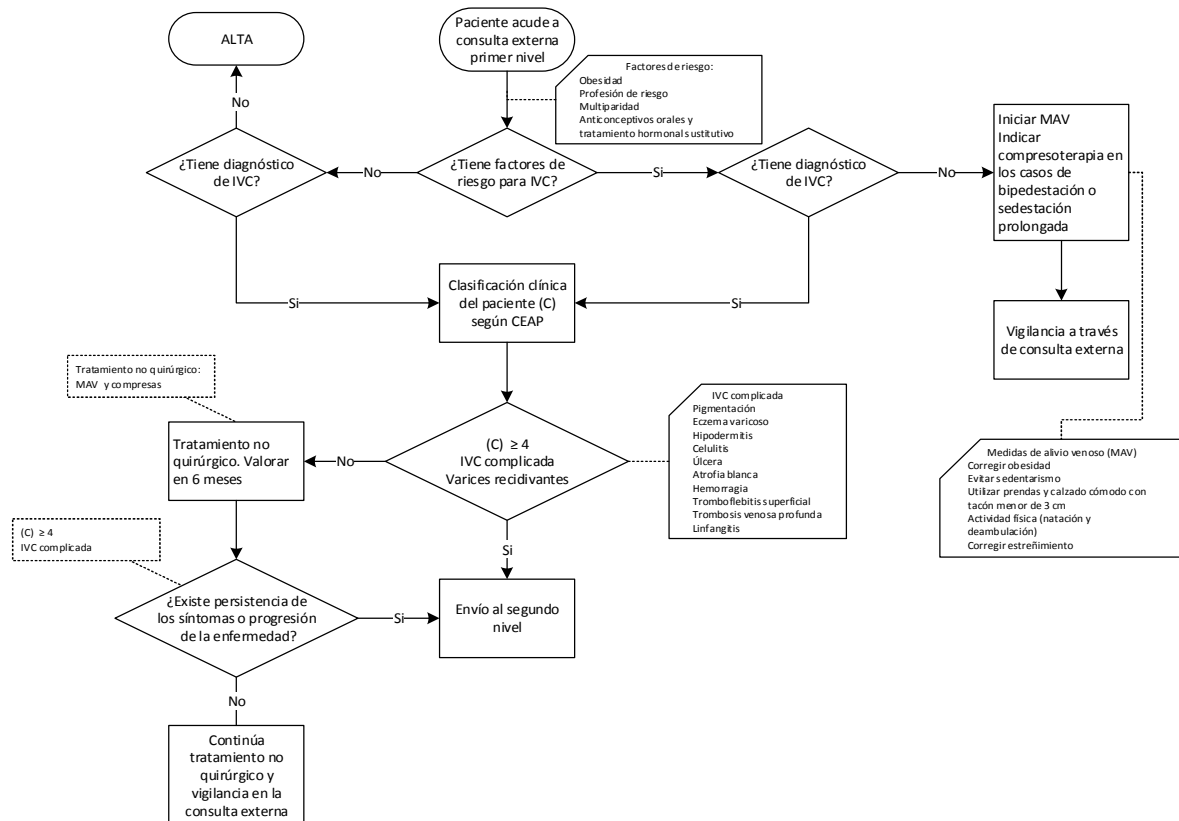 ALTA
Paciente acude a
consulta externa
primer nivel
Factores de riesgo:
Obesidad
Profesión de riesgo
Multiparidad
Anticonceptivos orales y
tratamiento hormonal sustitutivo
No
¿Tiene diagnóstico
de IVC?
No
¿Tiene factores de
riesgo para IVC?
Si
¿Tiene diagnóstico
de IVC?
No
Iniciar MAV
Indicar
compresoterapia en
los casos de
bipedestación o
sedestación
prolongada
Si
Clasificación clínica
del paciente (C)
según CEAP
Si
Vigilancia a través
de consulta externa
Tratamiento no quirúrgico:
MAV y compresas
Tratamiento no
quirúrgico. Valorar
en 6 meses
No
(C) ≥ 4
IVC complicada
Varices recidivantes
IVC complicada
Pigmentación
Eczema varicoso
Hipodermitis
Celulitis
Úlcera
Atrofia blanca
Hemorragia
Tromboflebitis superficial
Trombosis venosa profunda
Linfangitis
Medidas de alivio venoso (MAV)
Corregir obesidad
Evitar sedentarismo
Utilizar prendas y calzado cómodo con
tacón menor de 3 cm
Actividad física (natación y
deambulación)
Corregir estreñimiento
(C) ≥ 4
IVC complicada
Si
¿Existe persistencia de
los síntomas o progresión
de la enfermedad?
Si
Envío al segundo
nivel
No
Continúa
tratamiento no
quirúrgico y
vigilancia en la
consulta externa